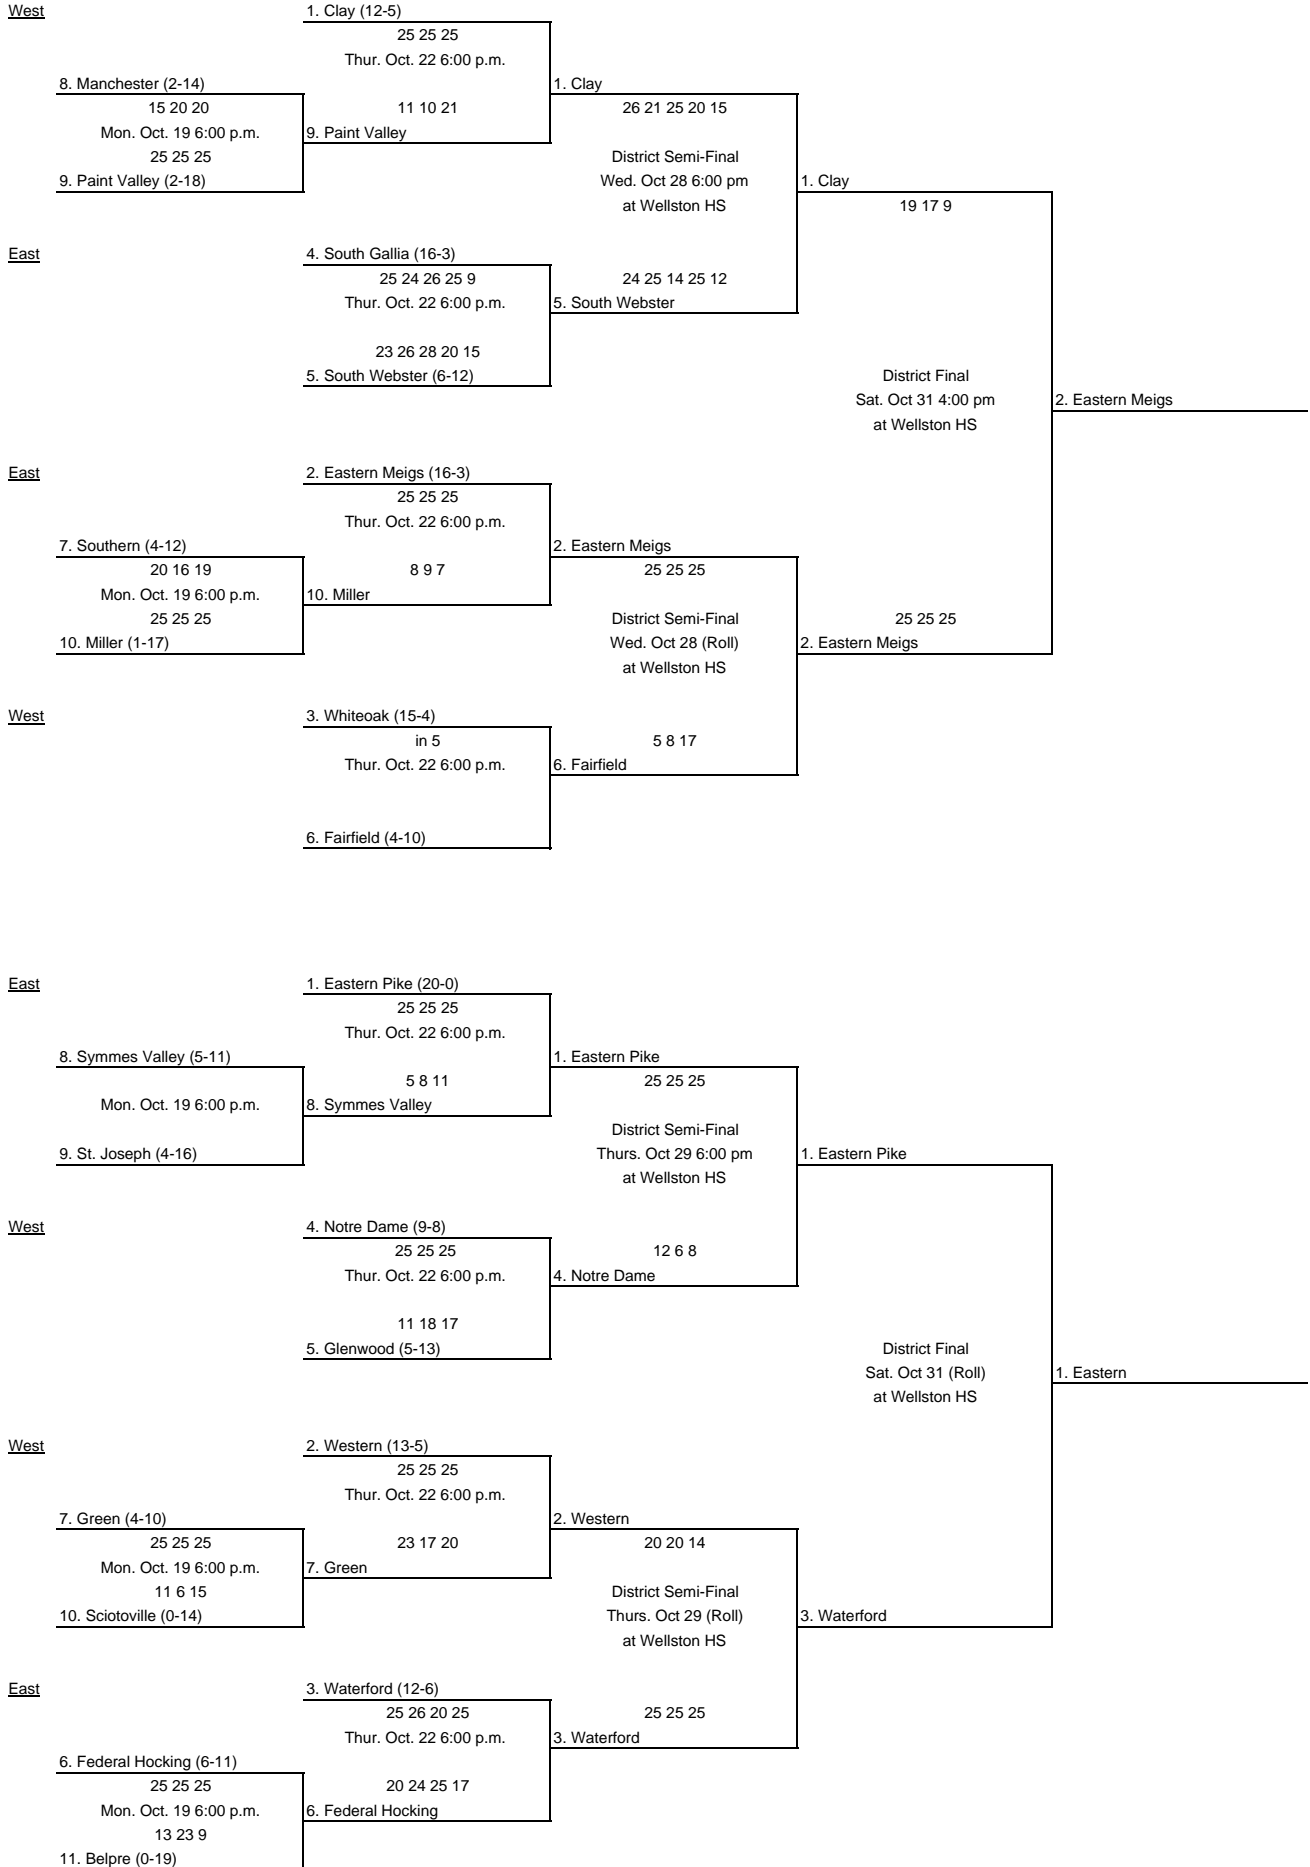 West
1. Clay (12-5)
25 25 25
Thur. Oct. 22 6:00 p.m.
8. Manchester (2-14)
1. Clay
15 20 20
11 10 21
26 21 25 20 15
Mon. Oct. 19 6:00 p.m.
9. Paint Valley
25 25 25
District Semi-Final
9. Paint Valley (2-18)
Wed. Oct 28 6:00 pm
1. Clay
at Wellston HS
19 17 9
East
4. South Gallia (16-3)
25 24 26 25 9
24 25 14 25 12
Thur. Oct. 22 6:00 p.m.
5. South Webster
23 26 28 20 15
5. South Webster (6-12)
District Final
Sat. Oct 31 4:00 pm
2. Eastern Meigs
at Wellston HS
East
2. Eastern Meigs (16-3)
25 25 25
Thur. Oct. 22 6:00 p.m.
7. Southern (4-12)
2. Eastern Meigs
20 16 19
8 9 7
25 25 25
Mon. Oct. 19 6:00 p.m.
10. Miller
25 25 25
District Semi-Final
25 25 25
10. Miller (1-17)
Wed. Oct 28 (Roll)
2. Eastern Meigs
at Wellston HS
West
3. Whiteoak (15-4)
in 5
5 8 17
Thur. Oct. 22 6:00 p.m.
6. Fairfield
6. Fairfield (4-10)
East
1. Eastern Pike (20-0)
25 25 25
Thur. Oct. 22 6:00 p.m.
8. Symmes Valley (5-11)
1. Eastern Pike
5 8 11
25 25 25
Mon. Oct. 19 6:00 p.m.
8. Symmes Valley
District Semi-Final
9. St. Joseph (4-16)
Thurs. Oct 29 6:00 pm
1. Eastern Pike
at Wellston HS
West
4. Notre Dame (9-8)
25 25 25
12 6 8
Thur. Oct. 22 6:00 p.m.
4. Notre Dame
11 18 17
5. Glenwood (5-13)
District Final
Sat. Oct 31 (Roll)
1. Eastern
at Wellston HS
West
2. Western (13-5)
25 25 25
Thur. Oct. 22 6:00 p.m.
7. Green (4-10)
2. Western
25 25 25
23 17 20
20 20 14
Mon. Oct. 19 6:00 p.m.
7. Green
11 6 15
District Semi-Final
10. Sciotoville (0-14)
Thurs. Oct 29 (Roll)
3. Waterford
at Wellston HS
East
3. Waterford (12-6)
25 26 20 25
25 25 25
Thur. Oct. 22 6:00 p.m.
3. Waterford
6. Federal Hocking (6-11)
25 25 25
20 24 25 17
Mon. Oct. 19 6:00 p.m.
6. Federal Hocking
13 23 9
11. Belpre (0-19)